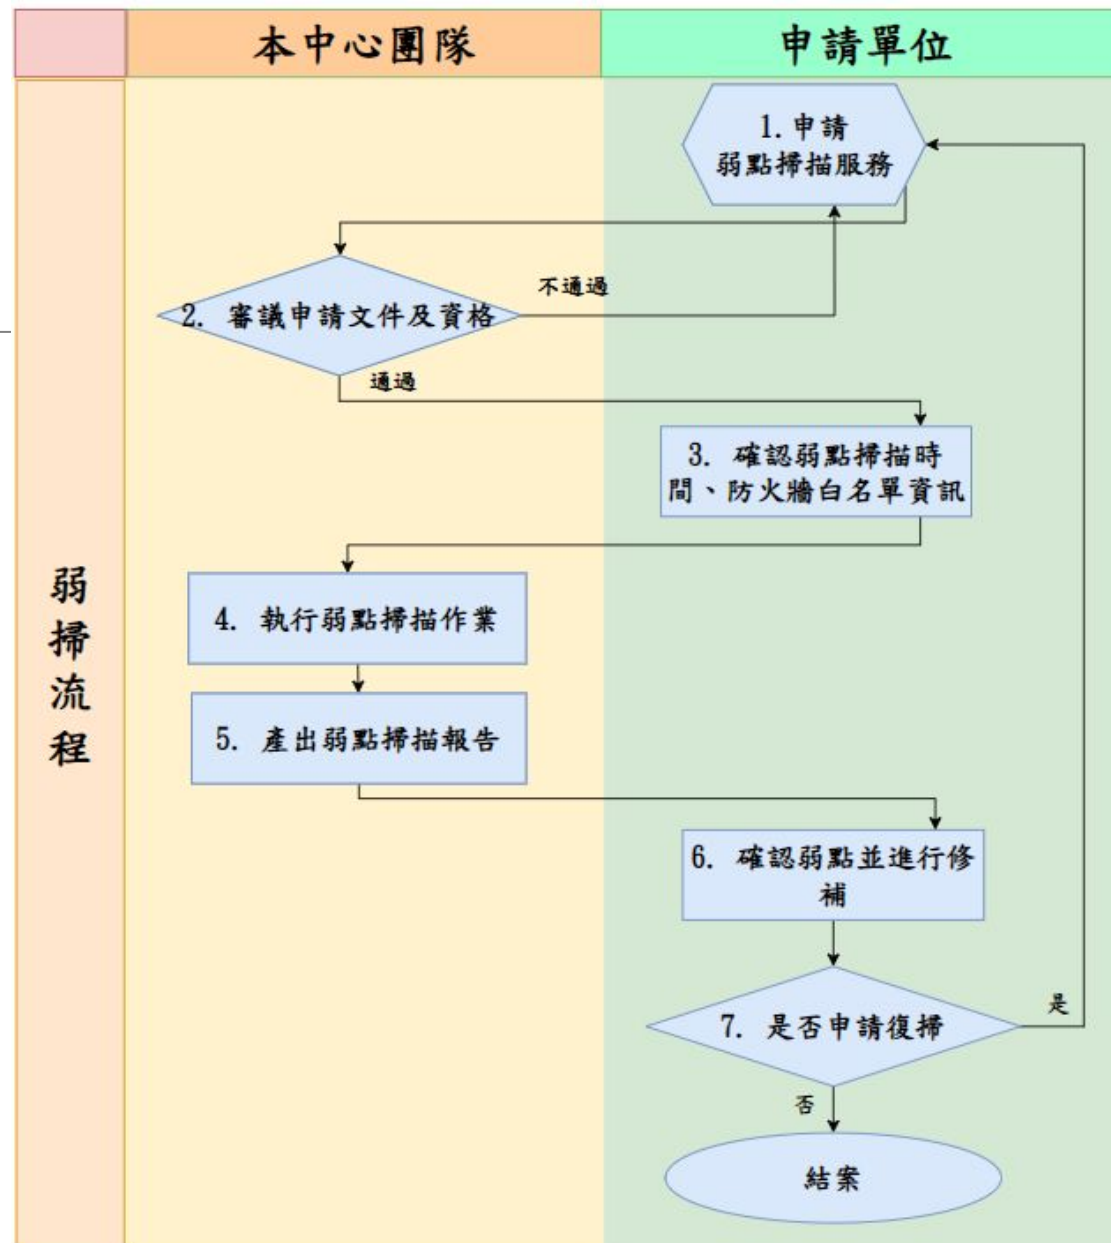 本中心團隊
申請單位
弱掃流程
1.申請
弱點掃描服務
2. 審議申請文件及資格
不通過
通過
3. 確認弱點掃描時
間、防火牆白名單資訊
4. 執行弱點掃描作業
5. 產出弱點掃描報告
6. 確認弱點並進行修
補
7. 是否申請復掃
是
否
結案